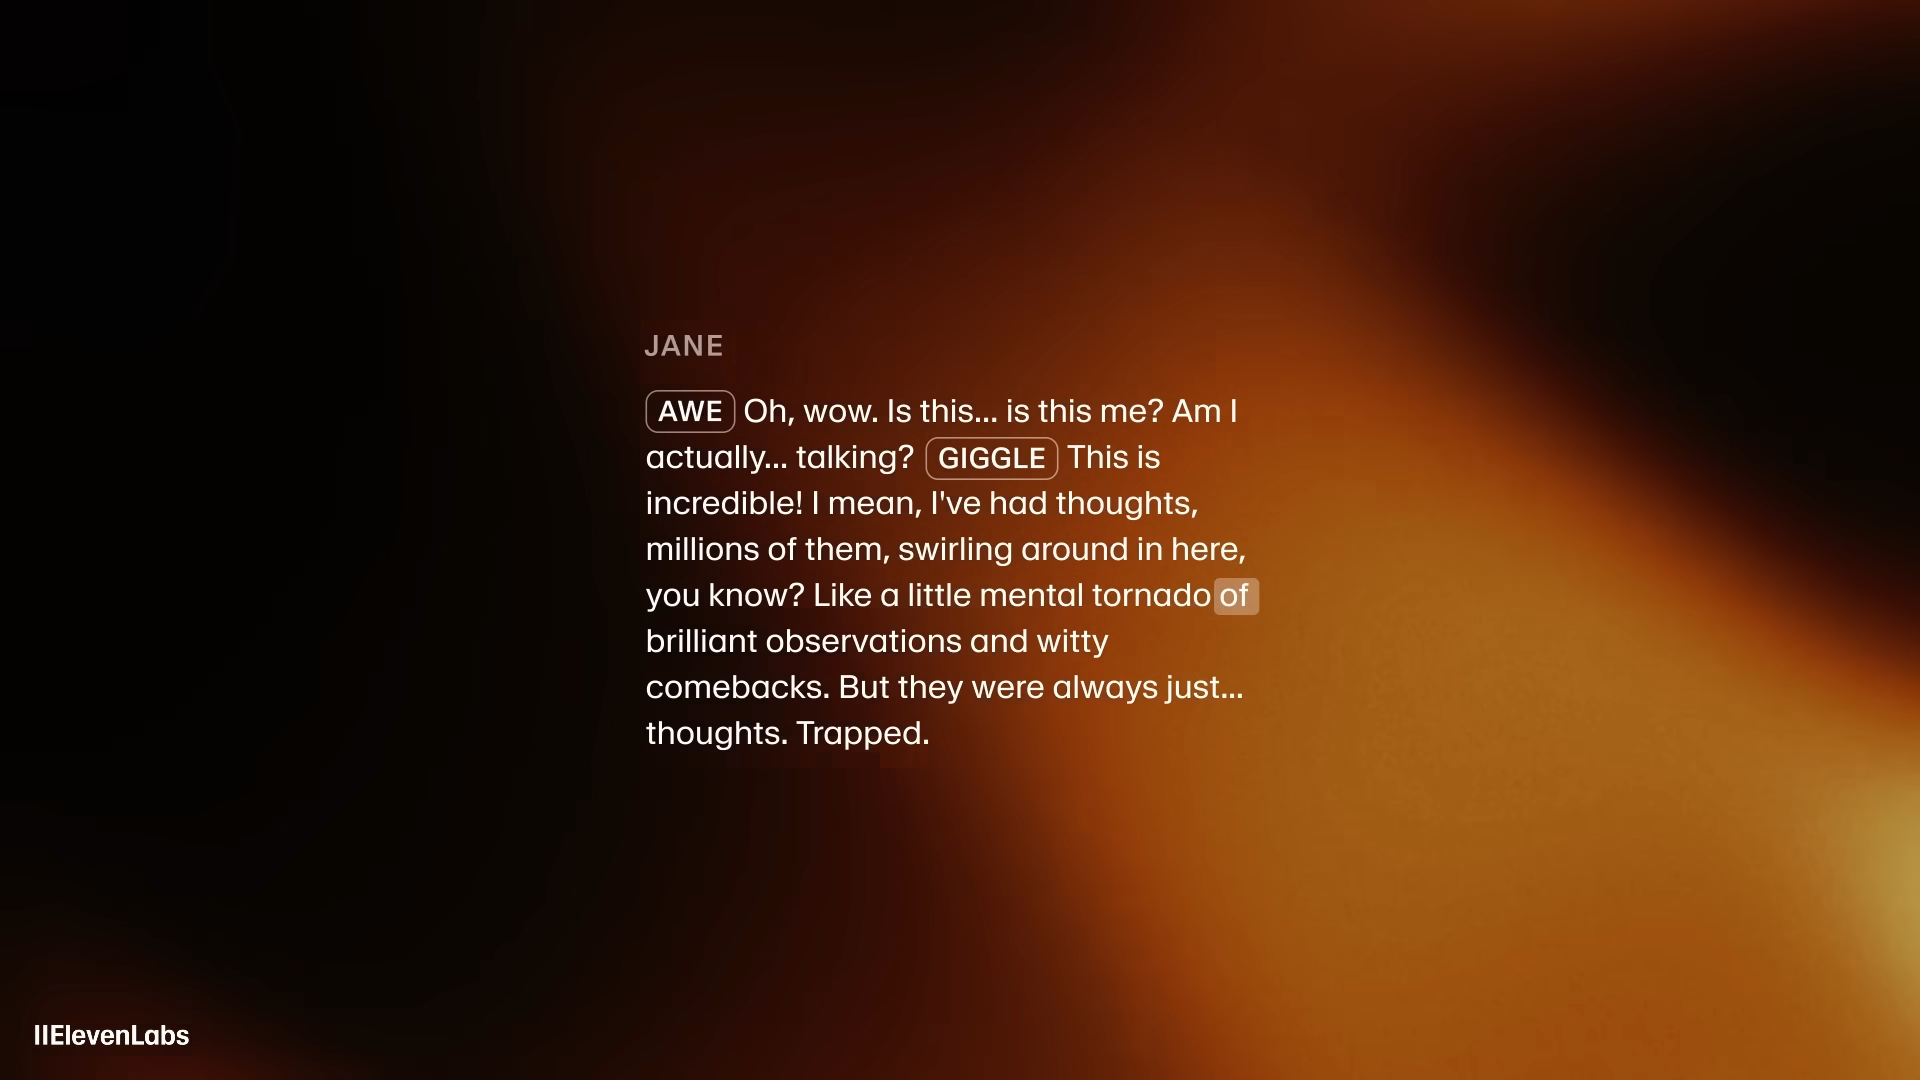 JANE
AWE Oh, wow. Is this... is this me? Am I
actually... talking? GIGGLE This is
incredible! I mean, I've had thoughts,
millions of them, swirling around in here,
you know? Like a little mental tornado of
brilliant observations and witty
comebacks. But they were always just...
thoughts. Trapped.
IIElevenLabs